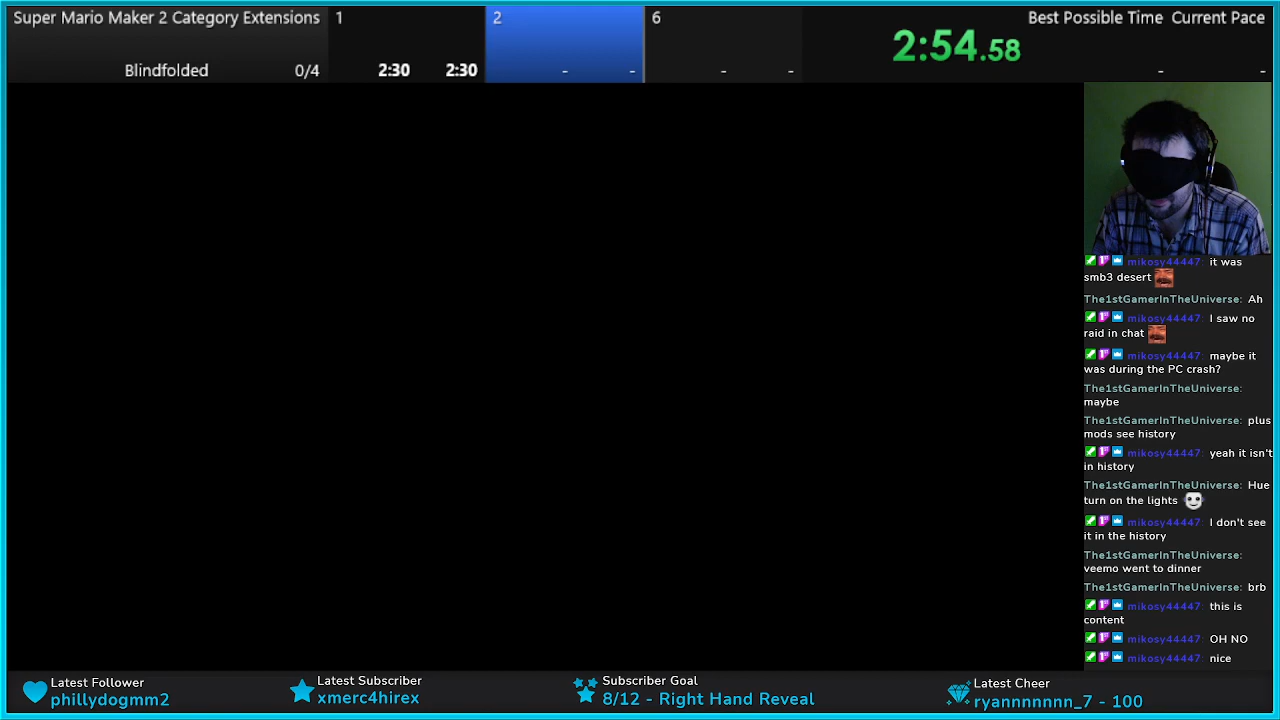 Super Mario Maker 2 Category Extensions
Blindfolded 0/4
1
2:30 2:30
2
- -
6
- -
2:54.58
Best Possible Time Current Pace
- -
mikosy44447: it was
smb3 desert
The1stGamerInTheUniverse: Ah
mikosy44447: I saw no
raid in chat
mikosy44447: maybe it
was during the PC crash?
The1stGamerInTheUniverse:
maybe
The1stGamerInTheUniverse: plus
mods see history
mikosy44447: yeah it isn't
in history
The1stGamerInTheUniverse: Hue
turn on the lights
mikosy44447: I don't see
it in the history
The1stGamerInTheUniverse:
veemo went to dinner
The1stGamerInTheUniverse: brb
mikosy44447: this is
content
mikosy44447: OH NO
mikosy44447: nice
Latest Follower
phillydogmm2
Latest Subscriber
xmerc4hirex
Subscriber Goal
8/12 - Right Hand Reveal
Latest Cheer
ryannnnnnn_7 - 100